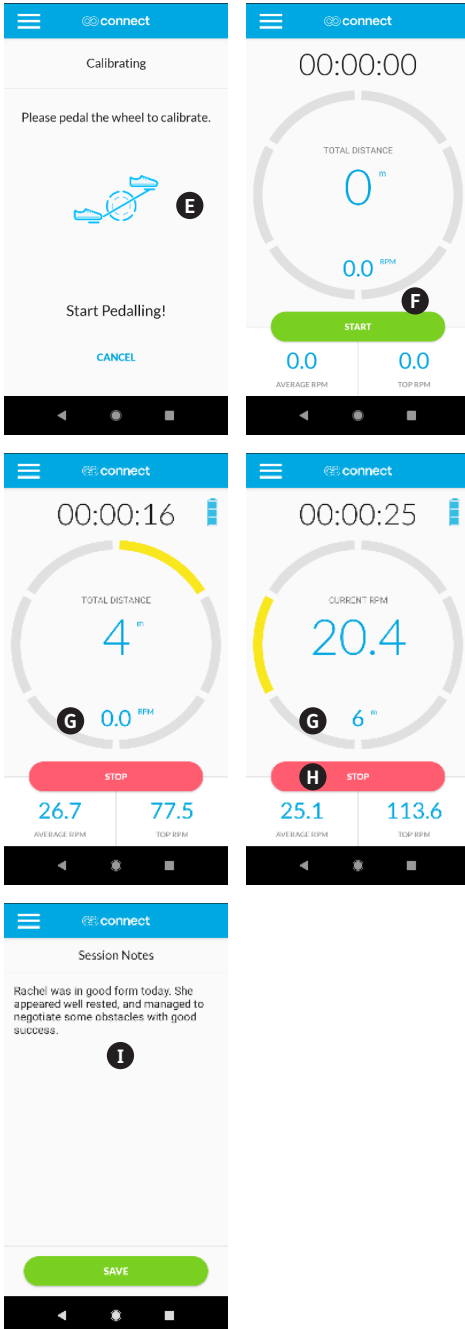 connect
Calibrating
Please pedal the wheel to calibrate.
E
Start Pedalling!
CANCEL
connect
00:00:00
TOTAL DISTANCE
0 m
0.0 RPM
F
START
0.0 0.0
AVERAGE RPM TOP RPM
connect
00:00:16
TOTAL DISTANCE
4 m
G 0.0 RPM
STOP
26.7 77.5
AVERAGE RPM TOP RPM
connect
00:00:25
CURRENT RPM
20.4
G 6 m
H STOP
25.1 113.6
AVERAGE RPM TOP RPM
connect
Session Notes
Rachel was in good form today. She
appeared well rested, and managed to
negotiate some obstacles with good
success.
I
SAVE